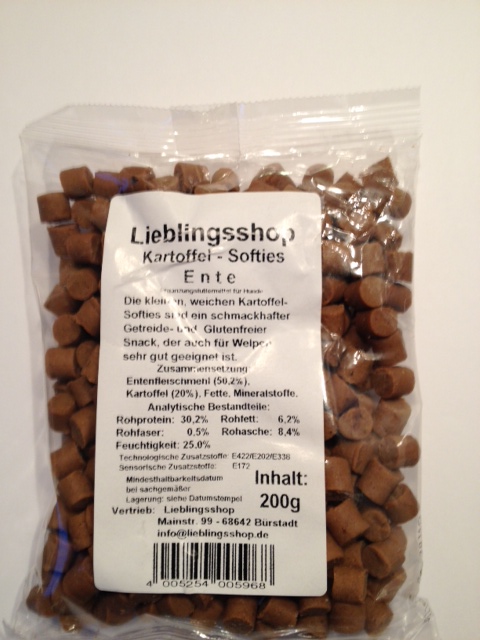 Lieblingsshop
Kartoffel - Softies
Ente
Ergänzungsfuttermittel für Hunde
Die kleinen, weichen Kartoffel-
Softies sind ein schmackhafter
Getreide- und Glutenfreier
Snack, der auch für Welpen
sehr gut geeignet ist.
Zusammensetzung:
Entenfleischmehl (50,2%),
Kartoffel (20%), Fette, Mineralstoffe.
Analytische Bestandteile:
Rohprotein: 30,2% Rohfett: 6,2%
Rohfaser: 0,5% Rohasche: 8,4%
Feuchtigkeit: 25.0%
Technologische Zusatzstoffe: E422/E202/E338
Sensorische Zusatzstoffe: E172
Mindesthaltbarkeitsdatum
bei sachgemäßer
Lagerung: siehe Datumstempel
Inhalt:
200g
Vertrieb: Lieblingsshop
Mainstr. 99 - 68642 Bürstadt
info@lieblingsshop.de
4 005254 005968